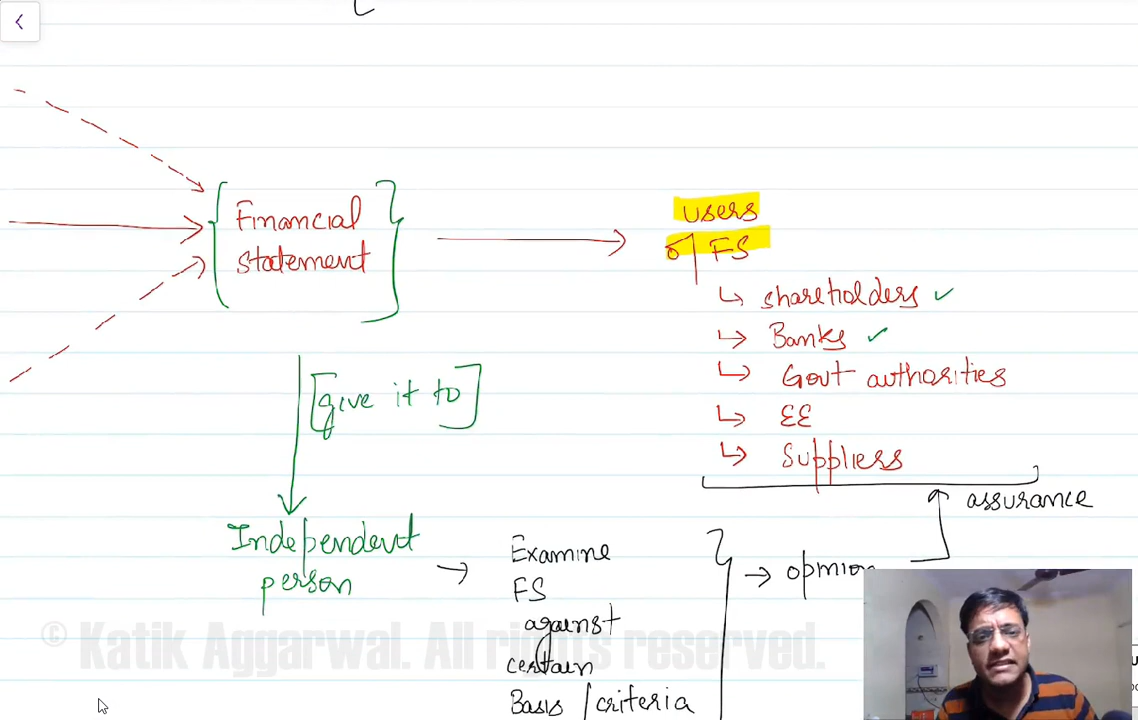 Financial
statement
users
of FS
shareholders
Banks
Govt authorities
EE
Suppliers
[give it to]
assurance
Independent
person
Examine
FS
against
certain
Basis / criteria
opinion
© Katik Aggarwal. All rights reserved.